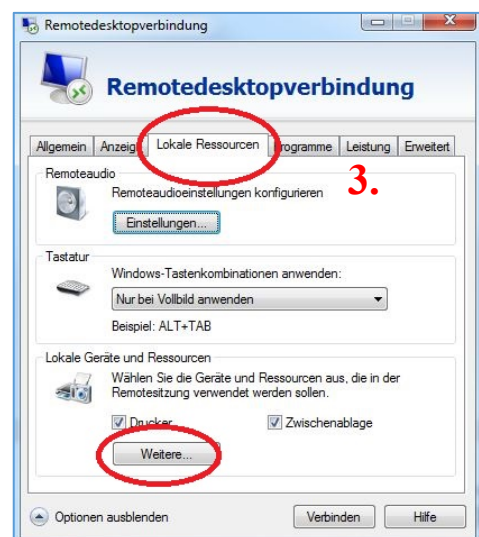 Remotedesktopverbindung
Remotedesktopverbindung
Allgemein Anzeige Lokale Ressourcen Programme Leistung Erweitert
3.
Remoteaudio
Remoteaudioeinstellungen konfigurieren
Einstellungen...
Tastatur
Windows-Tastenkombinationen anwenden:
Nur bei Vollbild anwenden
Beispiel: ALT+TAB
Lokale Geräte und Ressourcen
Wählen Sie die Geräte und Ressourcen aus, die in der
Remotesitzung verwendet werden sollen.
Drucker Zwischenablage
Weitere...
Optionen ausblenden Verbinden Hilfe